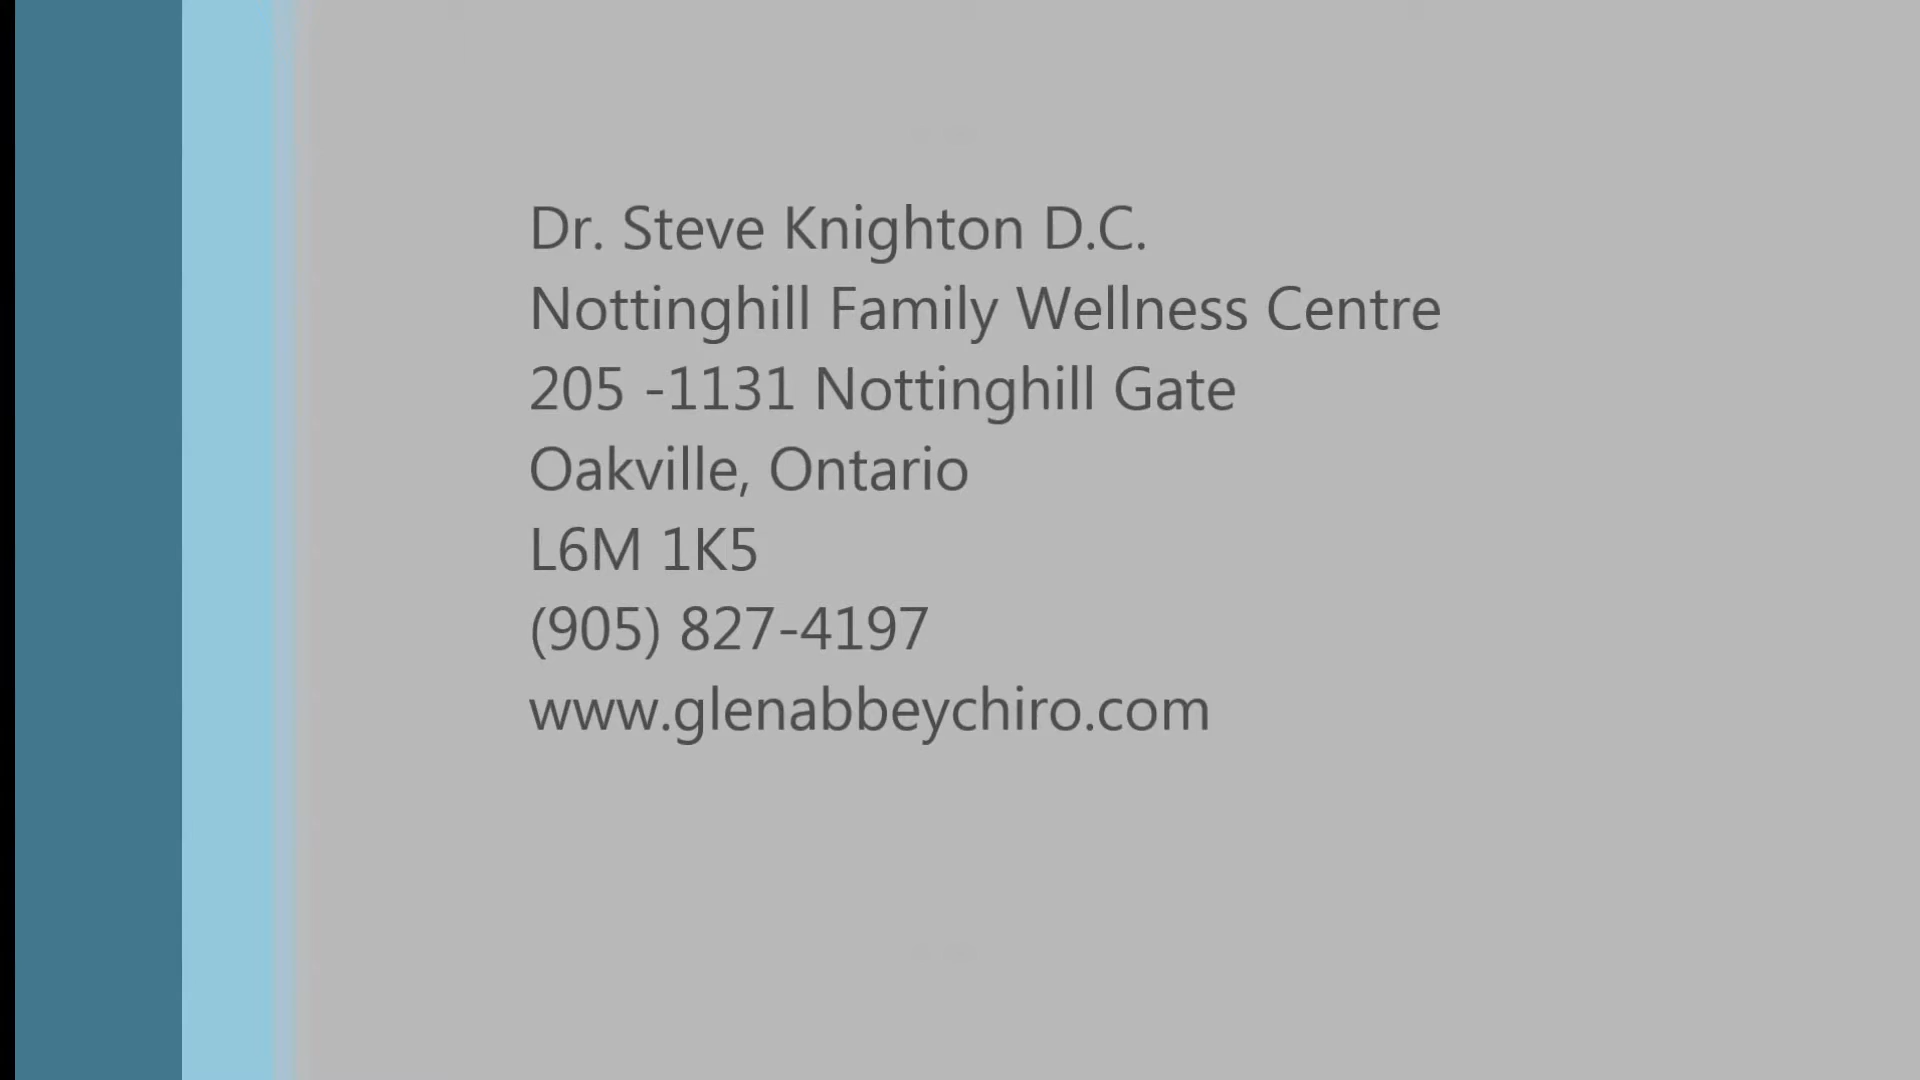 Dr. Steve Knighton D.C.
Nottinghill Family Wellness Centre
205 -1131 Nottinghill Gate
Oakville, Ontario
L6M 1K5
(905) 827-4197
www.glenabbeychiro.com